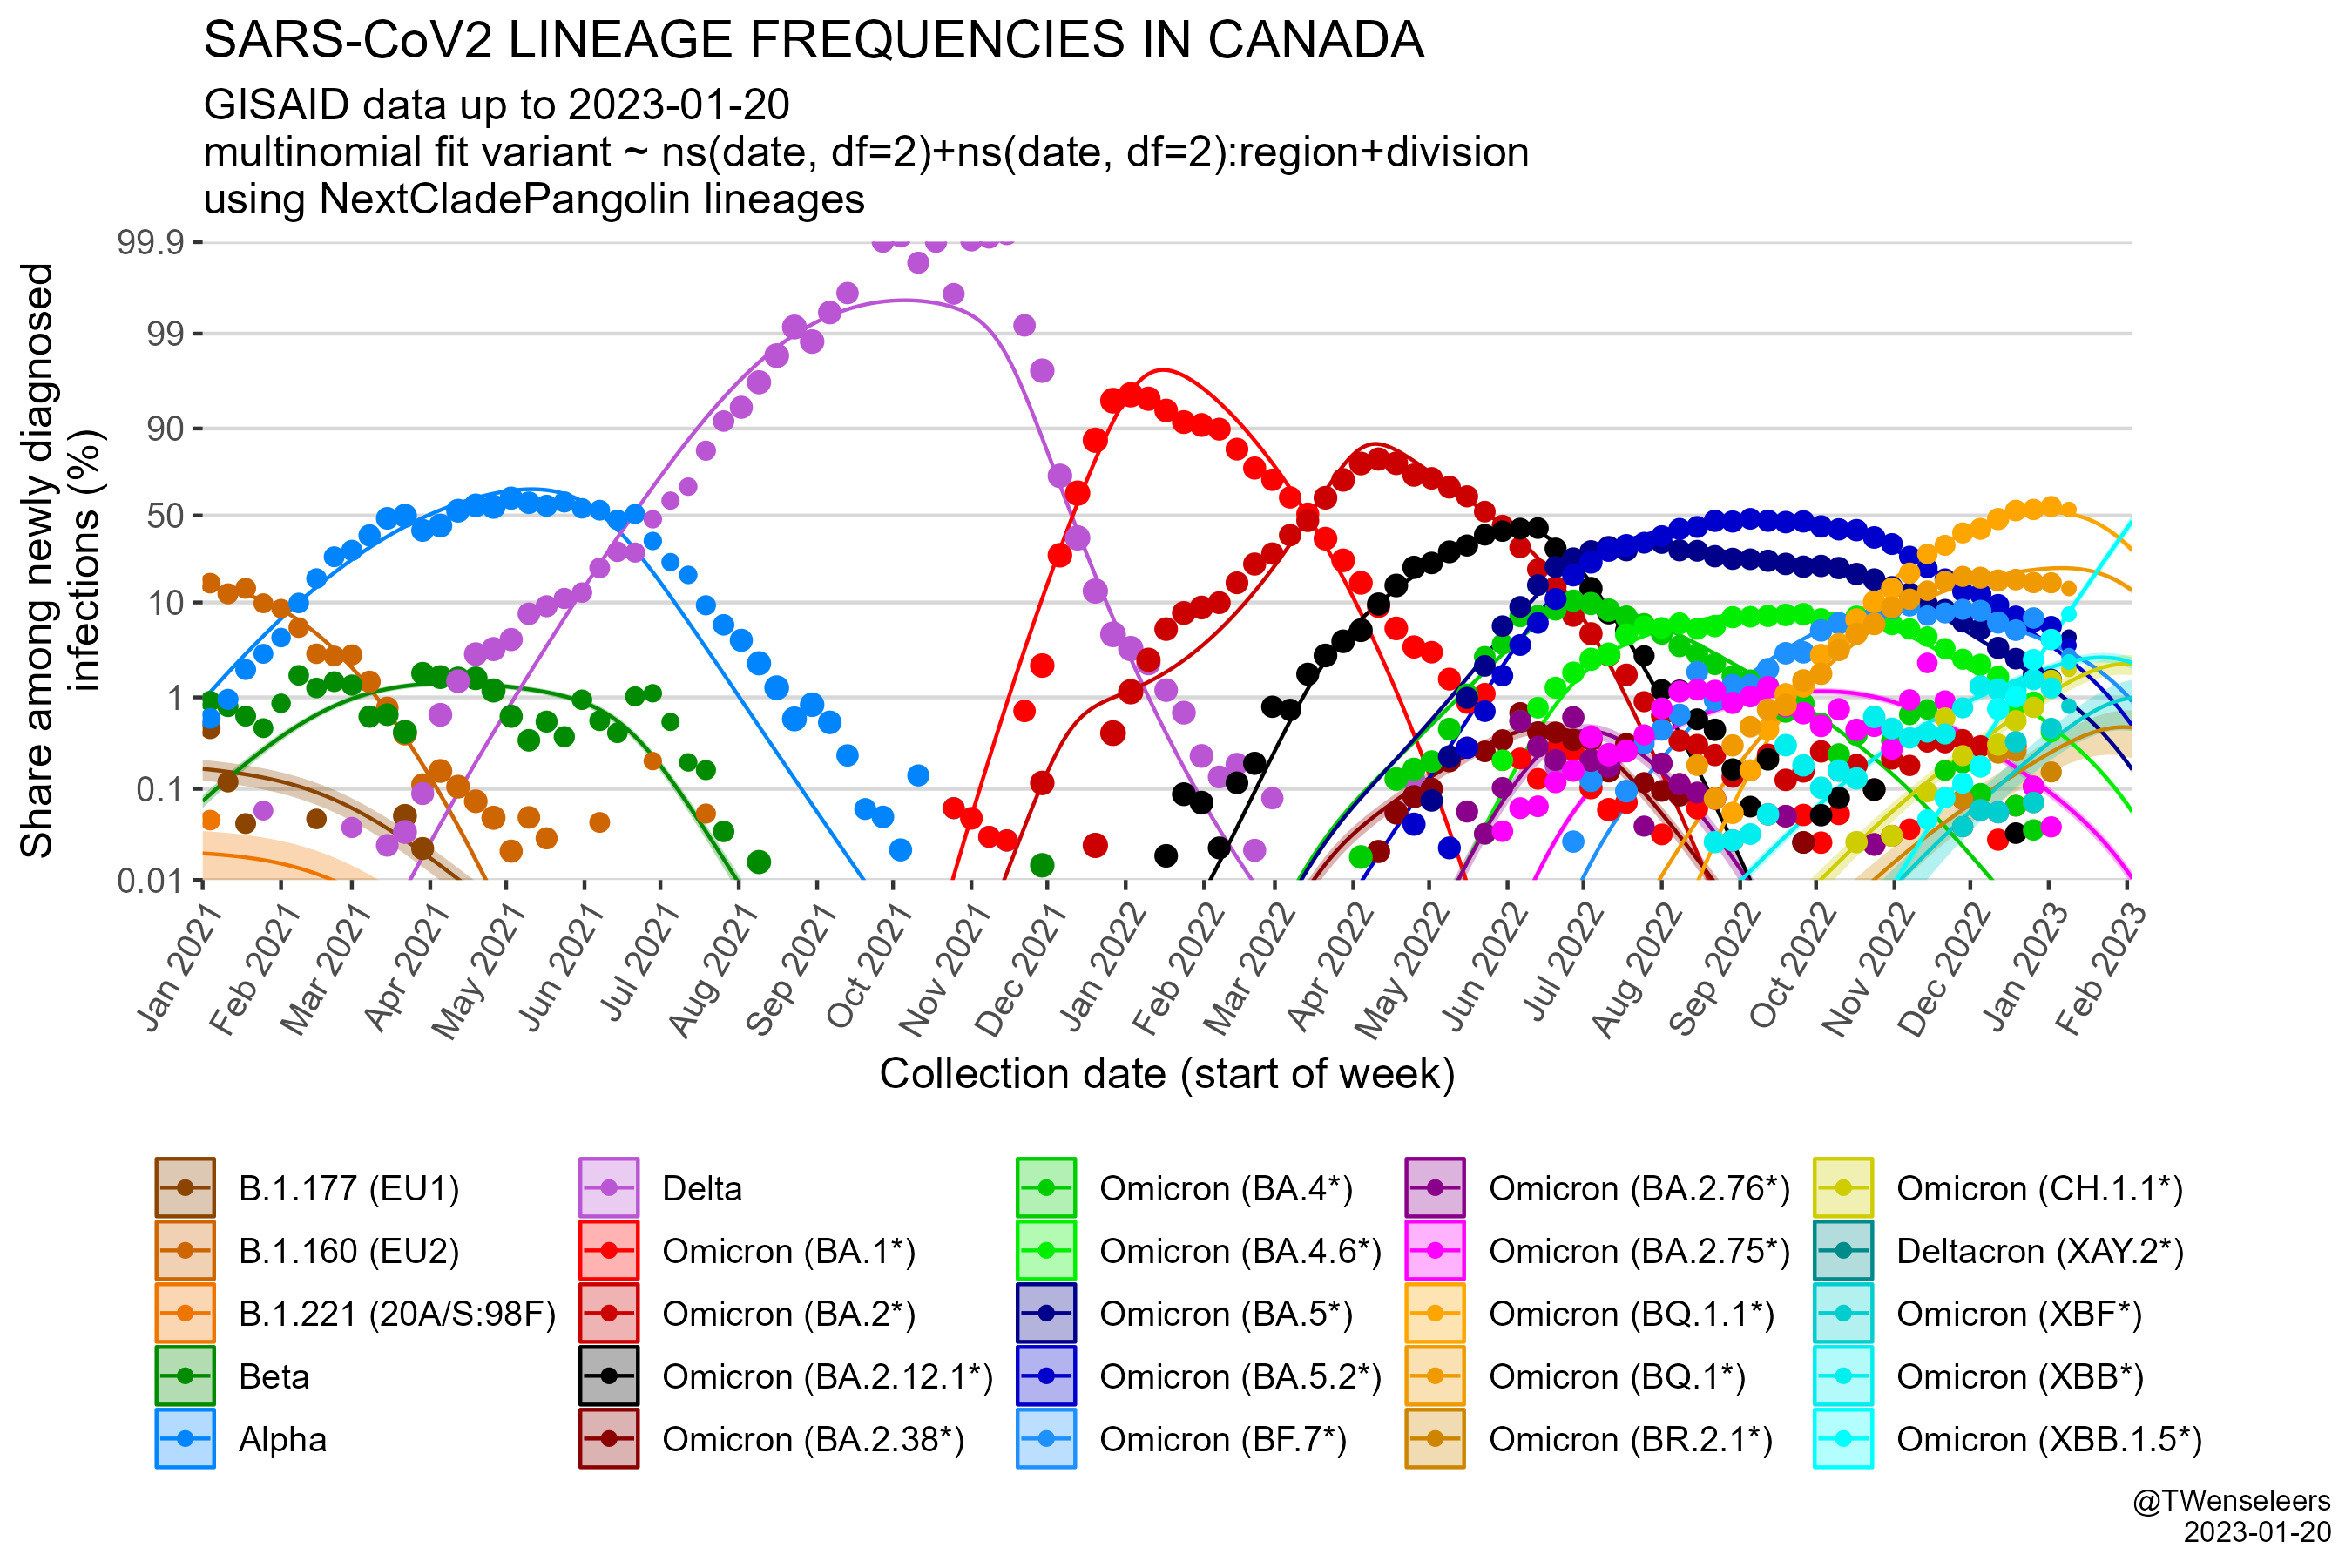 SARS-CoV2 LINEAGE FREQUENCIES IN CANADA
GISAID data up to 2023-01-20
multinomial fit variant ~ ns(date, df=2)+ns(date, df=2):region+division
using NextCladePangolin lineages
Share among newly diagnosed
infections (%)
99.9
99
90
50
10
1
0.1
0.01
Jan 2021
Feb 2021
Mar 2021
Apr 2021
May 2021
Jun 2021
Jul 2021
Aug 2021
Sep 2021
Oct 2021
Nov 2021
Dec 2021
Jan 2022
Feb 2022
Mar 2022
Apr 2022
May 2022
Jun 2022
Jul 2022
Aug 2022
Sep 2022
Oct 2022
Nov 2022
Dec 2022
Jan 2023
Feb 2023
Collection date (start of week)
B.1.177 (EU1)
B.1.160 (EU2)
B.1.221 (20A/S:98F)
Beta
Alpha
Delta
Omicron (BA.1*)
Omicron (BA.2*)
Omicron (BA.2.12.1*)
Omicron (BA.2.38*)
Omicron (BA.4*)
Omicron (BA.4.6*)
Omicron (BA.5*)
Omicron (BA.5.2*)
Omicron (BF.7*)
Omicron (BA.2.76*)
Omicron (BA.2.75*)
Omicron (BQ.1.1*)
Omicron (BQ.1*)
Omicron (BR.2.1*)
Omicron (CH.1.1*)
Deltacron (XAY.2*)
Omicron (XBF*)
Omicron (XBB*)
Omicron (XBB.1.5*)
@TWenseleers
2023-01-20